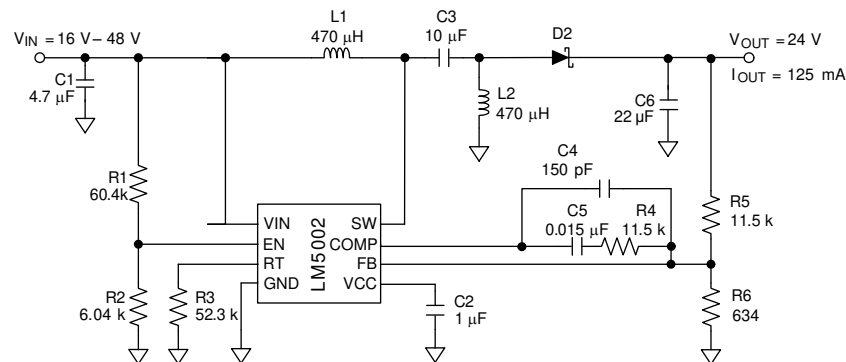 L1
470 µH
C3
10 µF
D2
V_IN = 16 V– 48 V
V_OUT = 24 V
I_OUT = 125 mA
C1
4.7 µF
L2
470 µH
C6
22 µF
C4
150 pF
R1
60.4k
C5
0.015 µF
R4
11.5 k
R5
11.5 k
VIN
EN
RT
GND
LM5002
SW
COMP
FB
VCC
R2
6.04 k
R3
52.3 k
C2
1 µF
R6
634